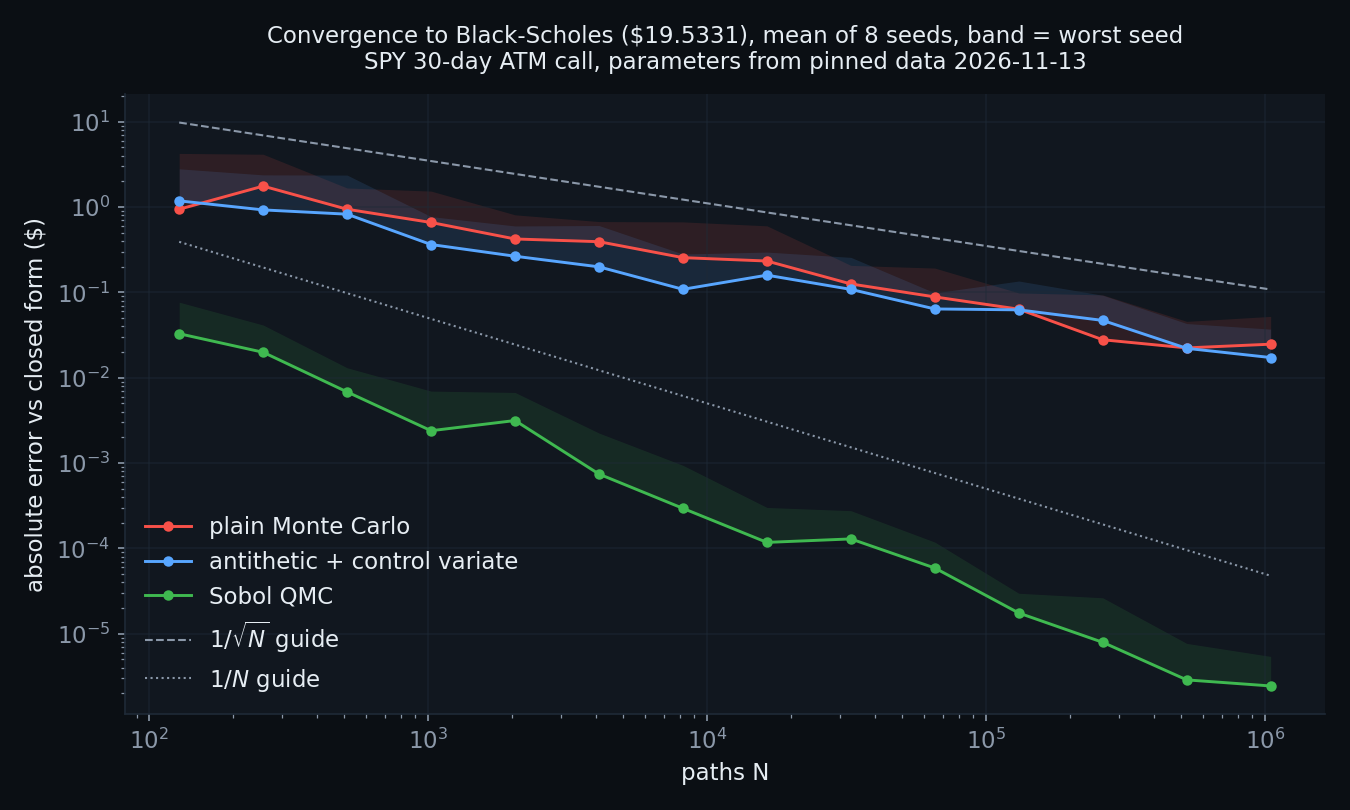 Convergence to Black-Scholes ($19.5331), mean of 8 seeds, band = worst seed
SPY 30-day ATM call, parameters from pinned data 2026-11-13
absolute error vs closed form ($)
10¹
10⁰
10⁻¹
10⁻²
10⁻³
10⁻⁴
10⁻⁵
plain Monte Carlo
antithetic + control variate
Sobol QMC
1/√N guide
1/N guide
10² 10³ 10⁴ 10⁵ 10⁶
paths N